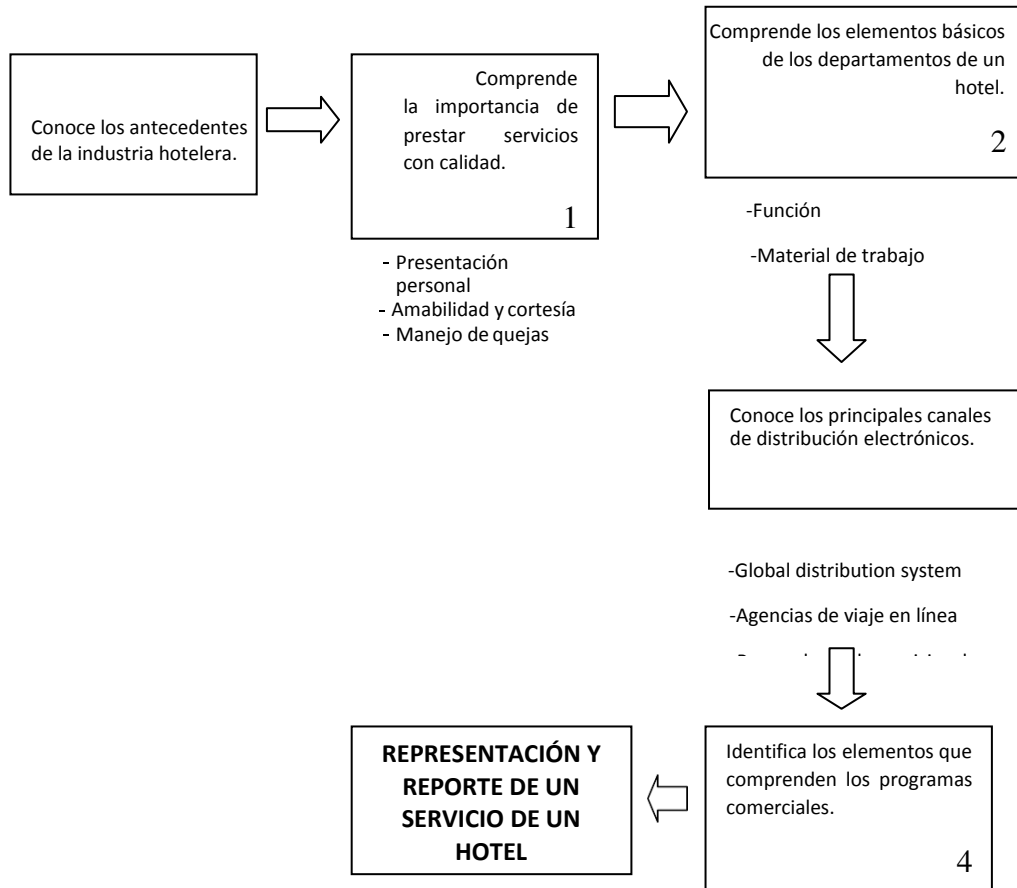 Conoce los antecedentes
de la industria hotelera.
Comprende
la importancia de
prestar servicios
con calidad.
1
- Presentación
personal
- Amabilidad y cortesía
- Manejo de quejas
Comprende los elementos básicos
de los departamentos de un
hotel.
2
-Función
-Material de trabajo
Conoce los principales canales
de distribución electrónicos.
-Global distribution system
-Agencias de viaje en línea
Identifica los elementos que
comprenden los programas
comerciales.
4
REPRESENTACIÓN Y
REPORTE DE UN
SERVICIO DE UN
HOTEL